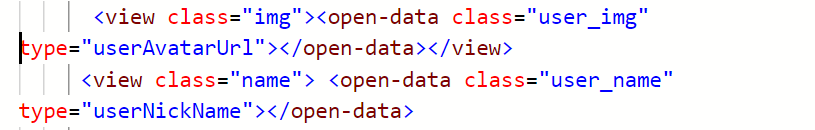 <view class="img"><open-data class="user_img"
type="userAvatarUrl"></open-data></view>
<view class="name"> <open-data class="user_name"
type="userNickName"></open-data>